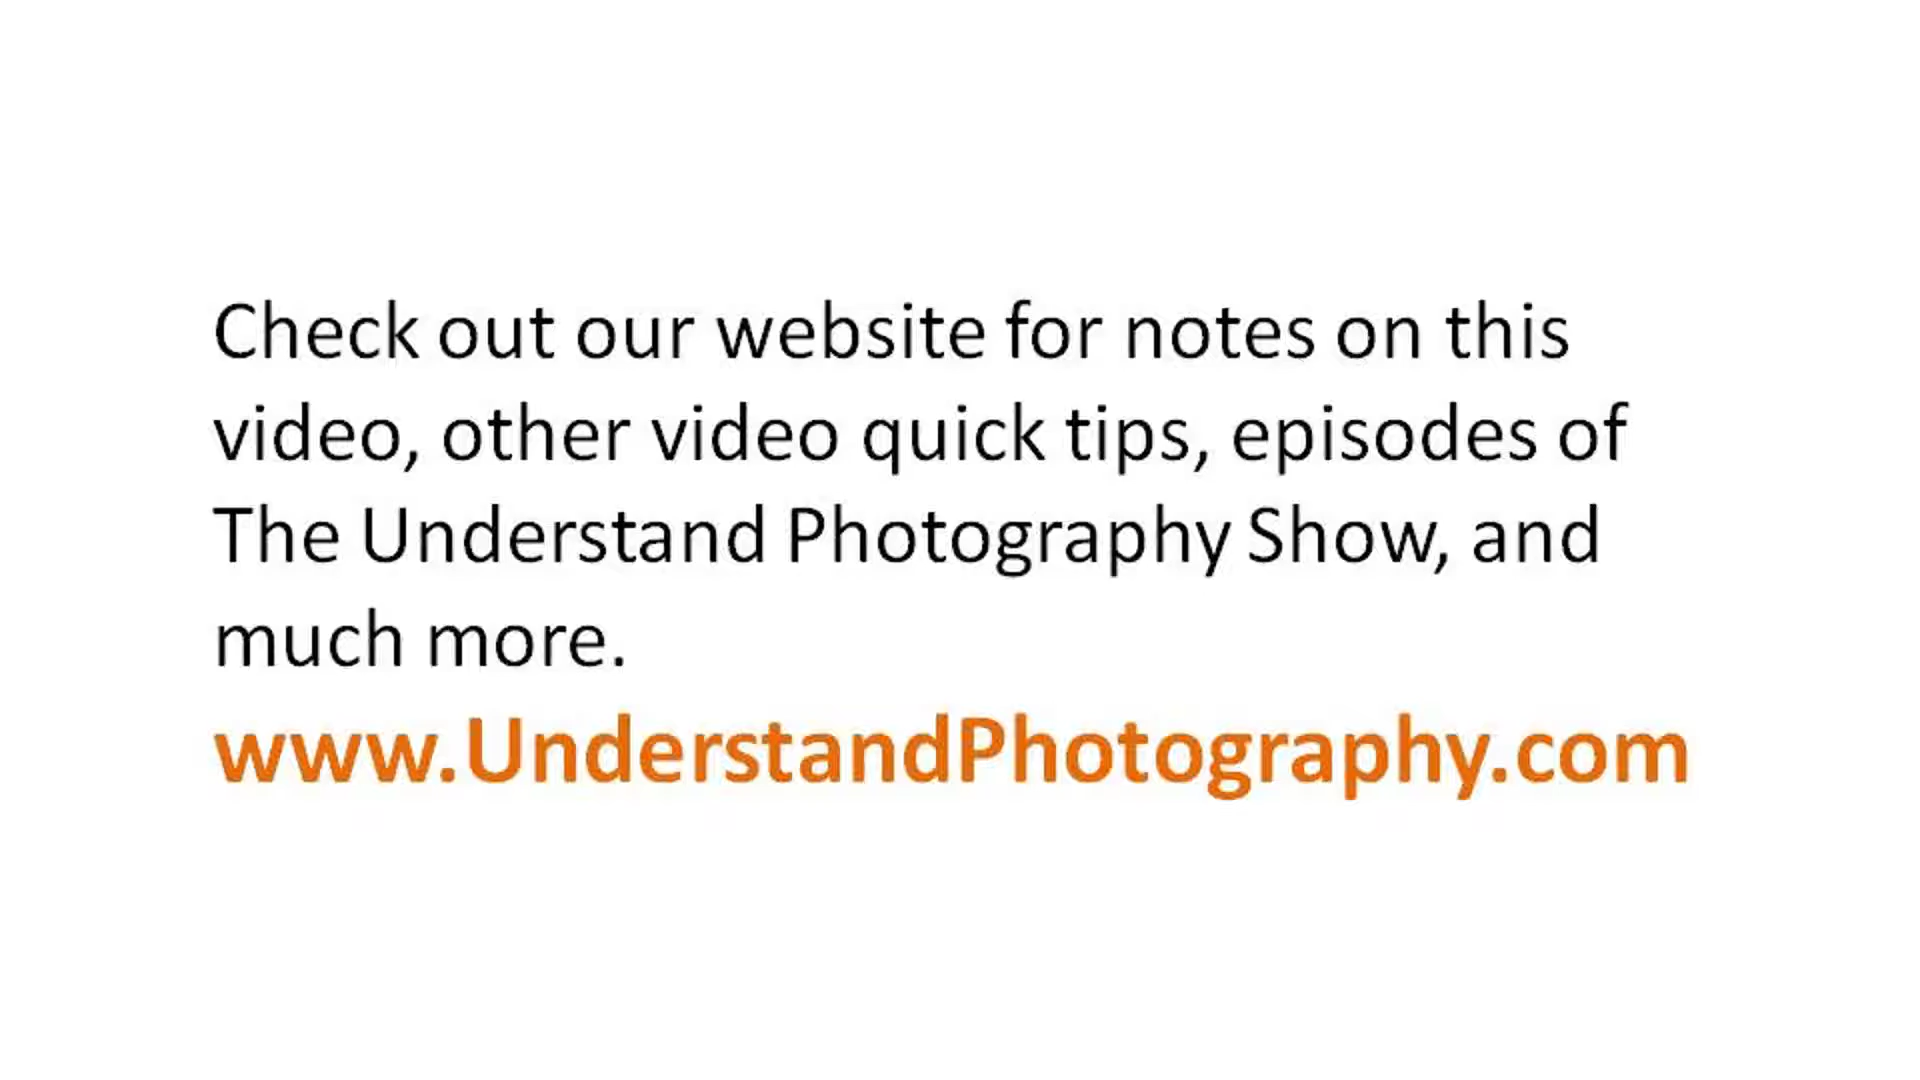 Check out our website for notes on this
video, other video quick tips, episodes of
The Understand Photography Show, and
much more.
www.UnderstandPhotography.com